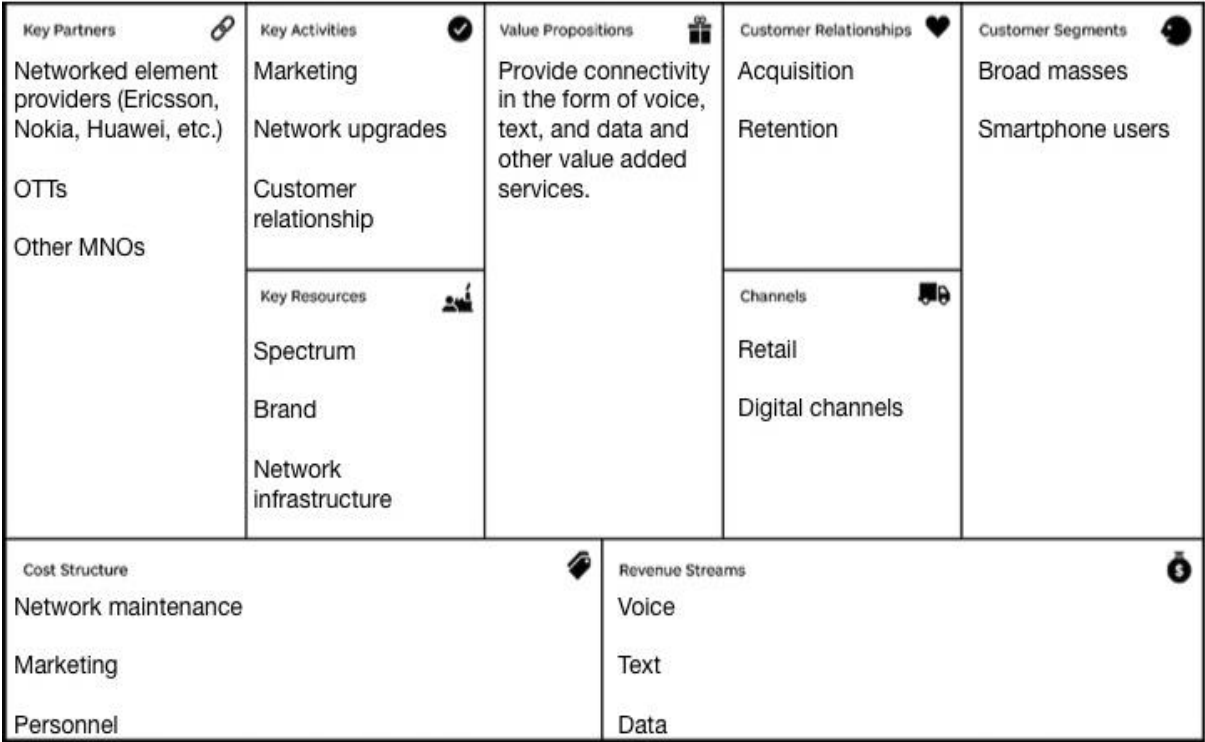 Key Partners
Networked element
providers (Ericsson,
Nokia, Huawei, etc.)
OTTs
Other MNOs
Key Activities
Marketing
Network upgrades
Customer
relationship
Key Resources
Spectrum
Brand
Network
infrastructure
Value Propositions
Provide connectivity
in the form of voice,
text, and data and
other value added
services.
Customer Relationships
Acquisition
Retention
Channels
Retail
Digital channels
Customer Segments
Broad masses
Smartphone users
Cost Structure
Network maintenance
Marketing
Personnel
Revenue Streams
Voice
Text
Data